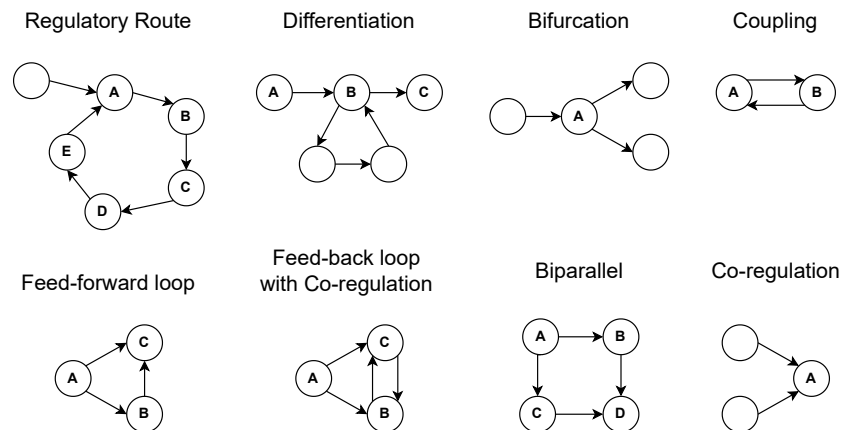 Regulatory Route
Differentiation
Bifurcation
Coupling
A
B
C
D
E
A
B
C
A
A
B
Feed-forward loop
Feed-back loop
with Co-regulation
Biparallel
Co-regulation
A
C
B
A
C
B
A
B
C
D
A